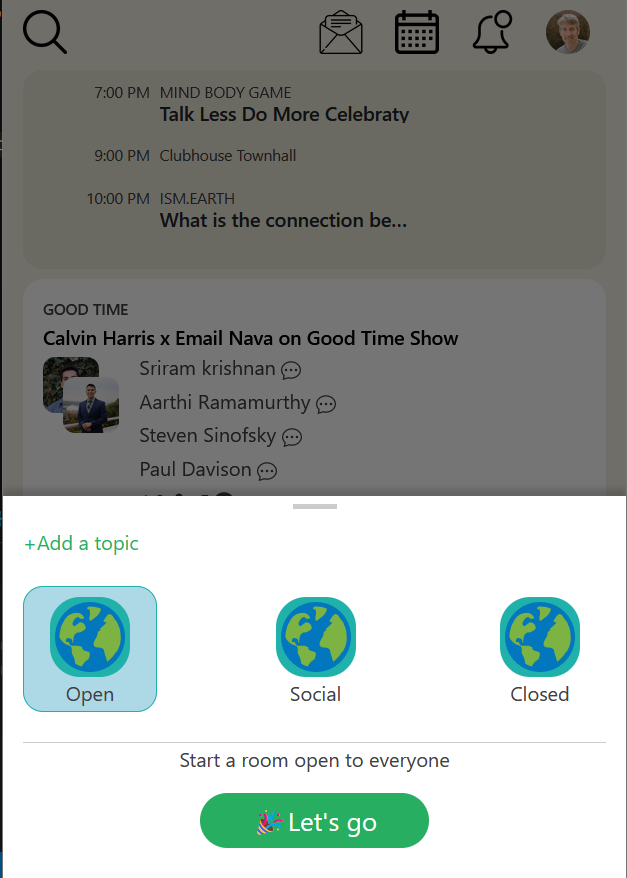 7:00 PM MIND BODY GAME
Talk Less Do More Celebraty
9:00 PM Clubhouse Townhall
10:00 PM ISM.EARTH
What is the connection be...
GOOD TIME
Calvin Harris x Email Nava on Good Time Show
Sriram krishnan
Aarthi Ramamurthy
Steven Sinofsky
Paul Davison
+Add a topic
Open Social Closed
Start a room open to everyone
🎉 Let's go